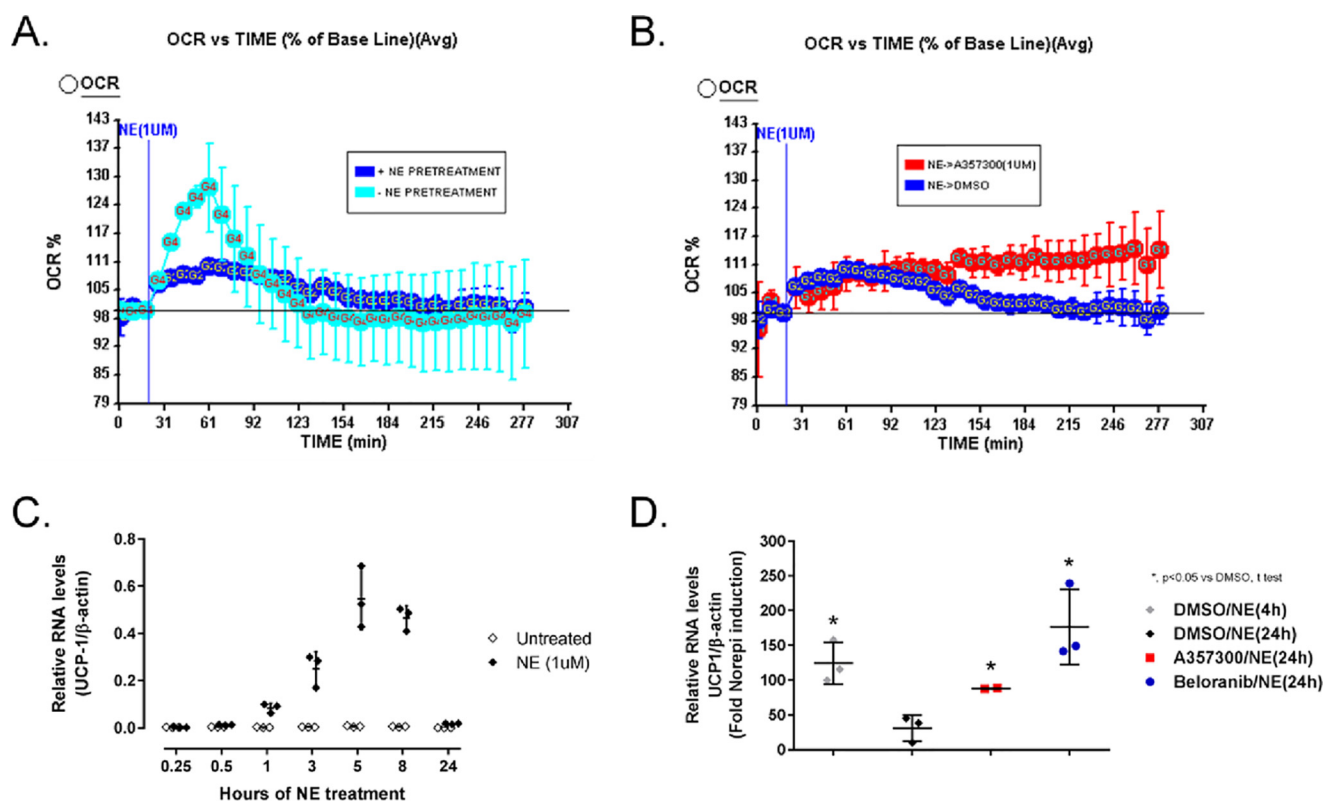 A.
OCR vs TIME (% of Base Line)(Avg)
OCR
NE(1UM)
+ NE PRETREATMENT
- NE PRETREATMENT
OCR %
143
137
130
124
117
111
105
98
92
85
79
0 31 61 92 123 154 184 215 246 277 307
TIME (min)
B.
OCR vs TIME (% of Base Line)(Avg)
OCR
NE(1UM)
NE->A357300(1UM)
NE->DMSO
OCR %
143
137
130
124
117
111
105
98
92
85
79
0 31 61 92 123 154 184 215 246 277 307
TIME (min)
C.
Relative RNA levels
(UCP-1/β-actin)
0.8
0.6
0.4
0.2
0.0
0.25 0.5 1 3 5 8 24
Hours of NE treatment
Untreated
NE (1uM)
D.
Relative RNA levels
UCP1/β-actin
(Fold Norepi induction)
300
250
200
150
100
50
0
* * *
*, p<0.05 vs DMSO, t test
DMSO/NE(4h)
DMSO/NE(24h)
A357300/NE(24h)
Beloranib/NE(24h)